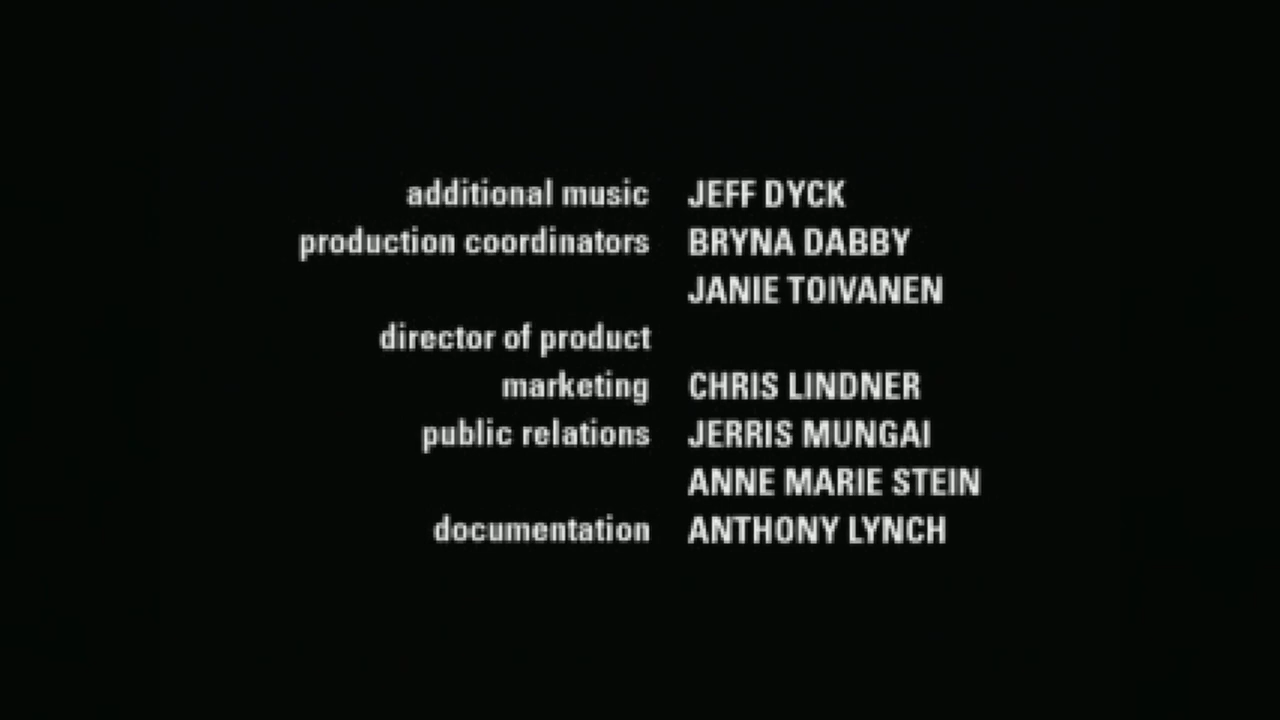 additional music JEFF DYCK
production coordinators BRYNA DABBY
JANIE TOIVANEN
director of product
marketing CHRIS LINDNER
public relations JERRIS MUNGAI
ANNE MARIE STEIN
documentation ANTHONY LYNCH